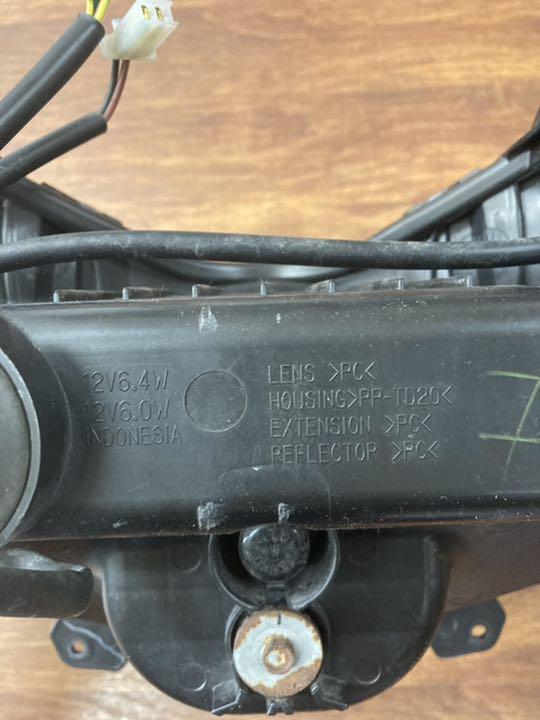 12V6.4W
12V6.0W
INDONESIA
LENS >PC<
HOUSING>PP-TD20<
EXTENSION >PC<
REFLECTOR >PC<